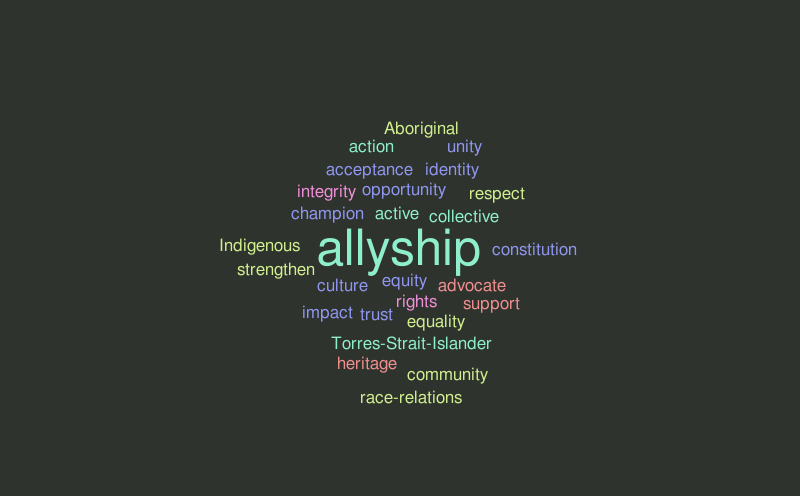 Aboriginal
action unity
acceptance identity
integrity opportunity respect
champion active collective
Indigenous allyship constitution
strengthen
culture equity advocate
rights support
impact trust equality
Torres-Strait-Islander
heritage
community
race-relations